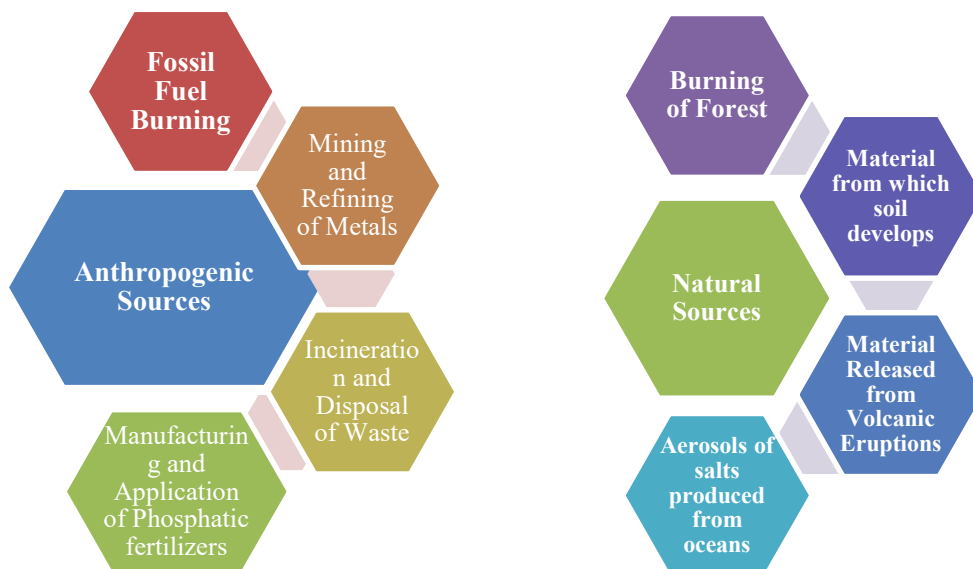 Fossil
Fuel
Burning
Mining
and
Refining
of Metals
Anthropogenic
Sources
Incineratio
n and
Disposal
of Waste
Manufacturin
g and
Application
of Phosphatic
fertilizers
Burning
of Forest
Material
from which
soil
develops
Natural
Sources
Material
Released
from
Volcanic
Eruptions
Aerosols of
salts
produced
from
oceans